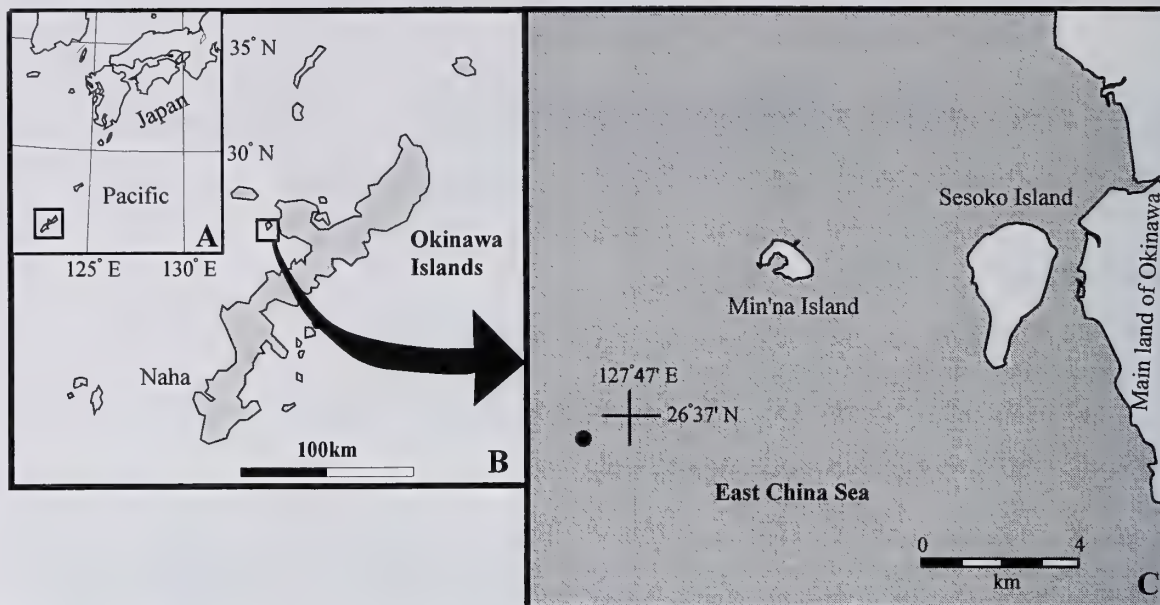 35° N
Japan
30° N
Pacific
A
125° E
130° E
Okinawa
Islands
Naha
100km
B
Sesoko Island
Min'na Island
Main land of Okinawa
127°47' E
26°37' N
East China Sea
0
4
km
C